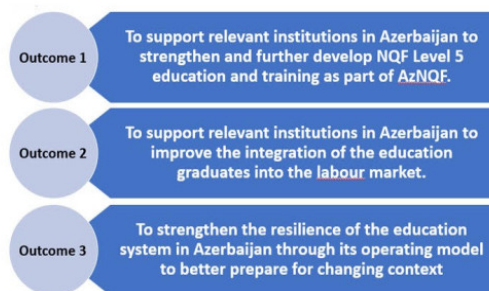 Outcome 1
To support relevant institutions in Azerbaijan to
strengthen and further develop NQF Level 5
education and training as part of AzNQF.
Outcome 2
To support relevant institutions in Azerbaijan to
improve the integration of the education
graduates into the labour market.
Outcome 3
To strengthen the resilience of the education
system in Azerbaijan through its operating model
to better prepare for changing context